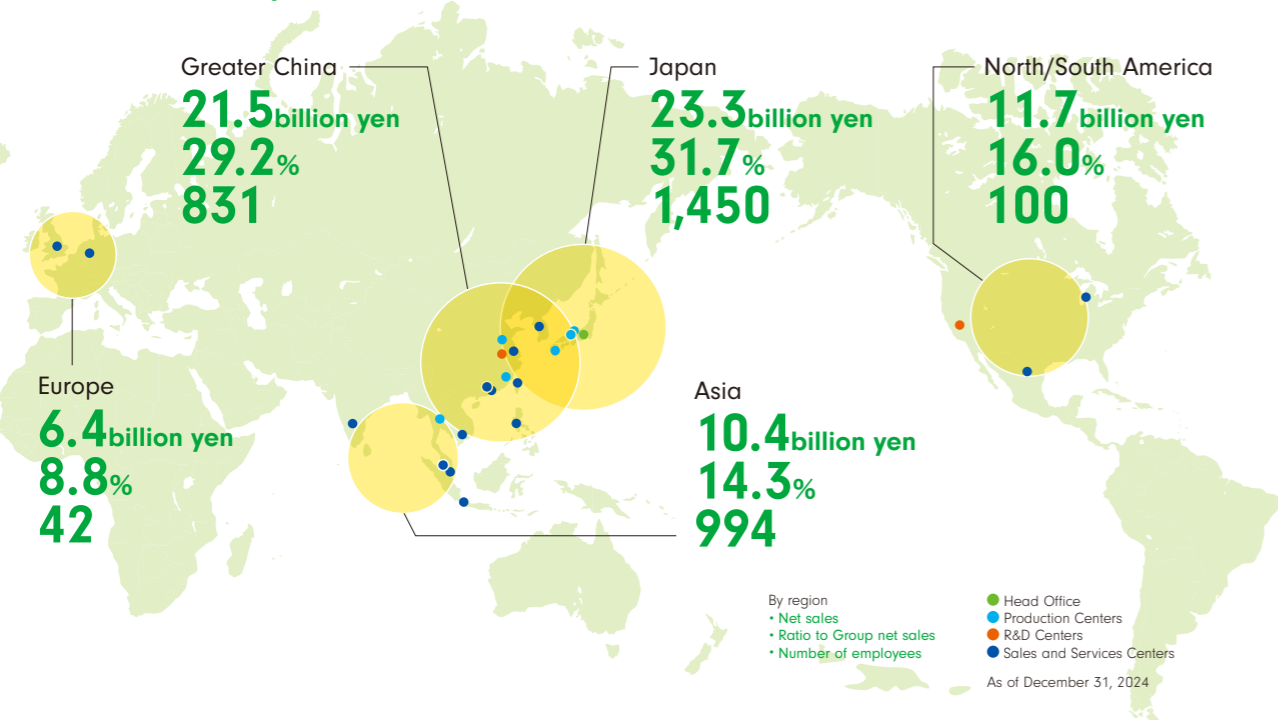 Greater China
21.5billion yen
29.2%
831
Japan
23.3billion yen
31.7%
1,450
North/South America
11.7billion yen
16.0%
100
Europe
6.4billion yen
8.8%
42
Asia
10.4billion yen
14.3%
994
By region
• Net sales
• Ratio to Group net sales
• Number of employees
Head Office
Production Centers
R&D Centers
Sales and Services Centers
As of December 31, 2024